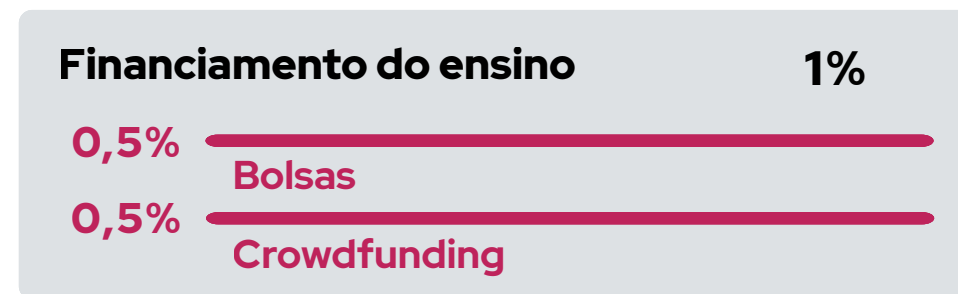 Financiamento do ensino 1%
0,5%
Bolsas
0,5%
Crowdfunding